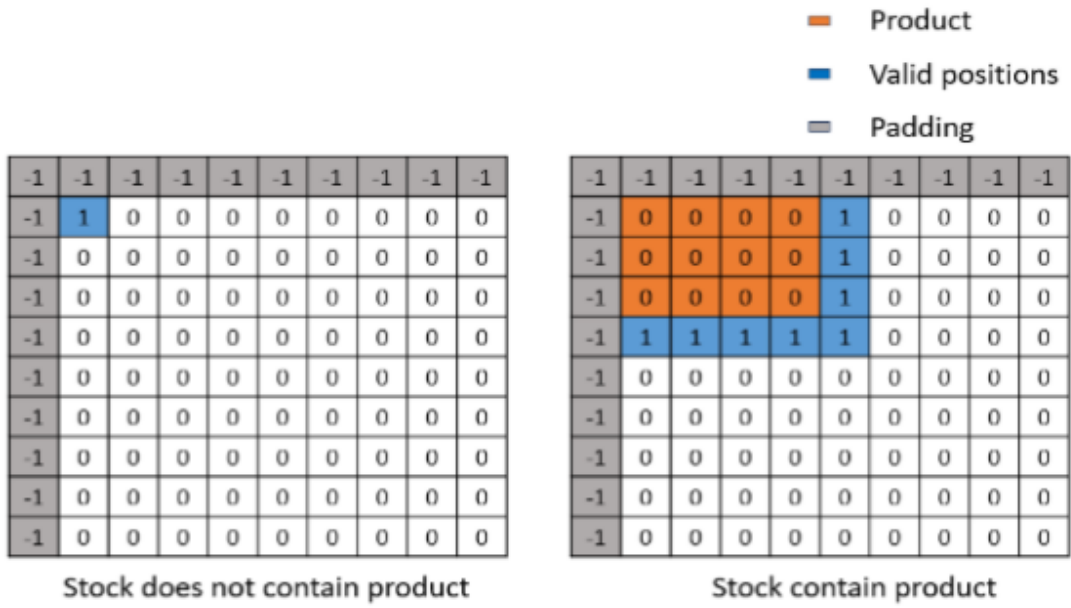 Product
Valid positions
Padding
-1 -1 -1 -1 -1 -1 -1 -1 -1 -1
-1 1 0 0 0 0 0 0 0 0
-1 0 0 0 0 0 0 0 0 0
-1 0 0 0 0 0 0 0 0 0
-1 0 0 0 0 0 0 0 0 0
-1 0 0 0 0 0 0 0 0 0
-1 0 0 0 0 0 0 0 0 0
-1 0 0 0 0 0 0 0 0 0
-1 0 0 0 0 0 0 0 0 0
-1 0 0 0 0 0 0 0 0 0
Stock does not contain product
-1 -1 -1 -1 -1 -1 -1 -1 -1 -1
-1 0 0 0 0 1 0 0 0 0
-1 0 0 0 0 1 0 0 0 0
-1 0 0 0 0 1 0 0 0 0
-1 1 1 1 1 1 0 0 0 0
-1 0 0 0 0 0 0 0 0 0
-1 0 0 0 0 0 0 0 0 0
-1 0 0 0 0 0 0 0 0 0
-1 0 0 0 0 0 0 0 0 0
-1 0 0 0 0 0 0 0 0 0
Stock contain product